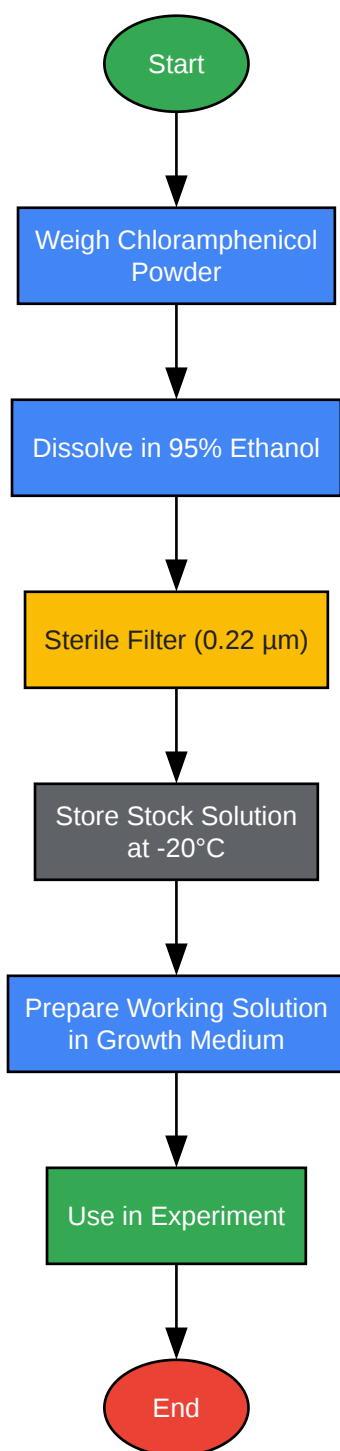 Start
Weigh Chloramphenicol
Powder
Dissolve in 95% Ethanol
Sterile Filter (0.22 µm)
Store Stock Solution
at -20°C
Prepare Working Solution
in Growth Medium
Use in Experiment
End